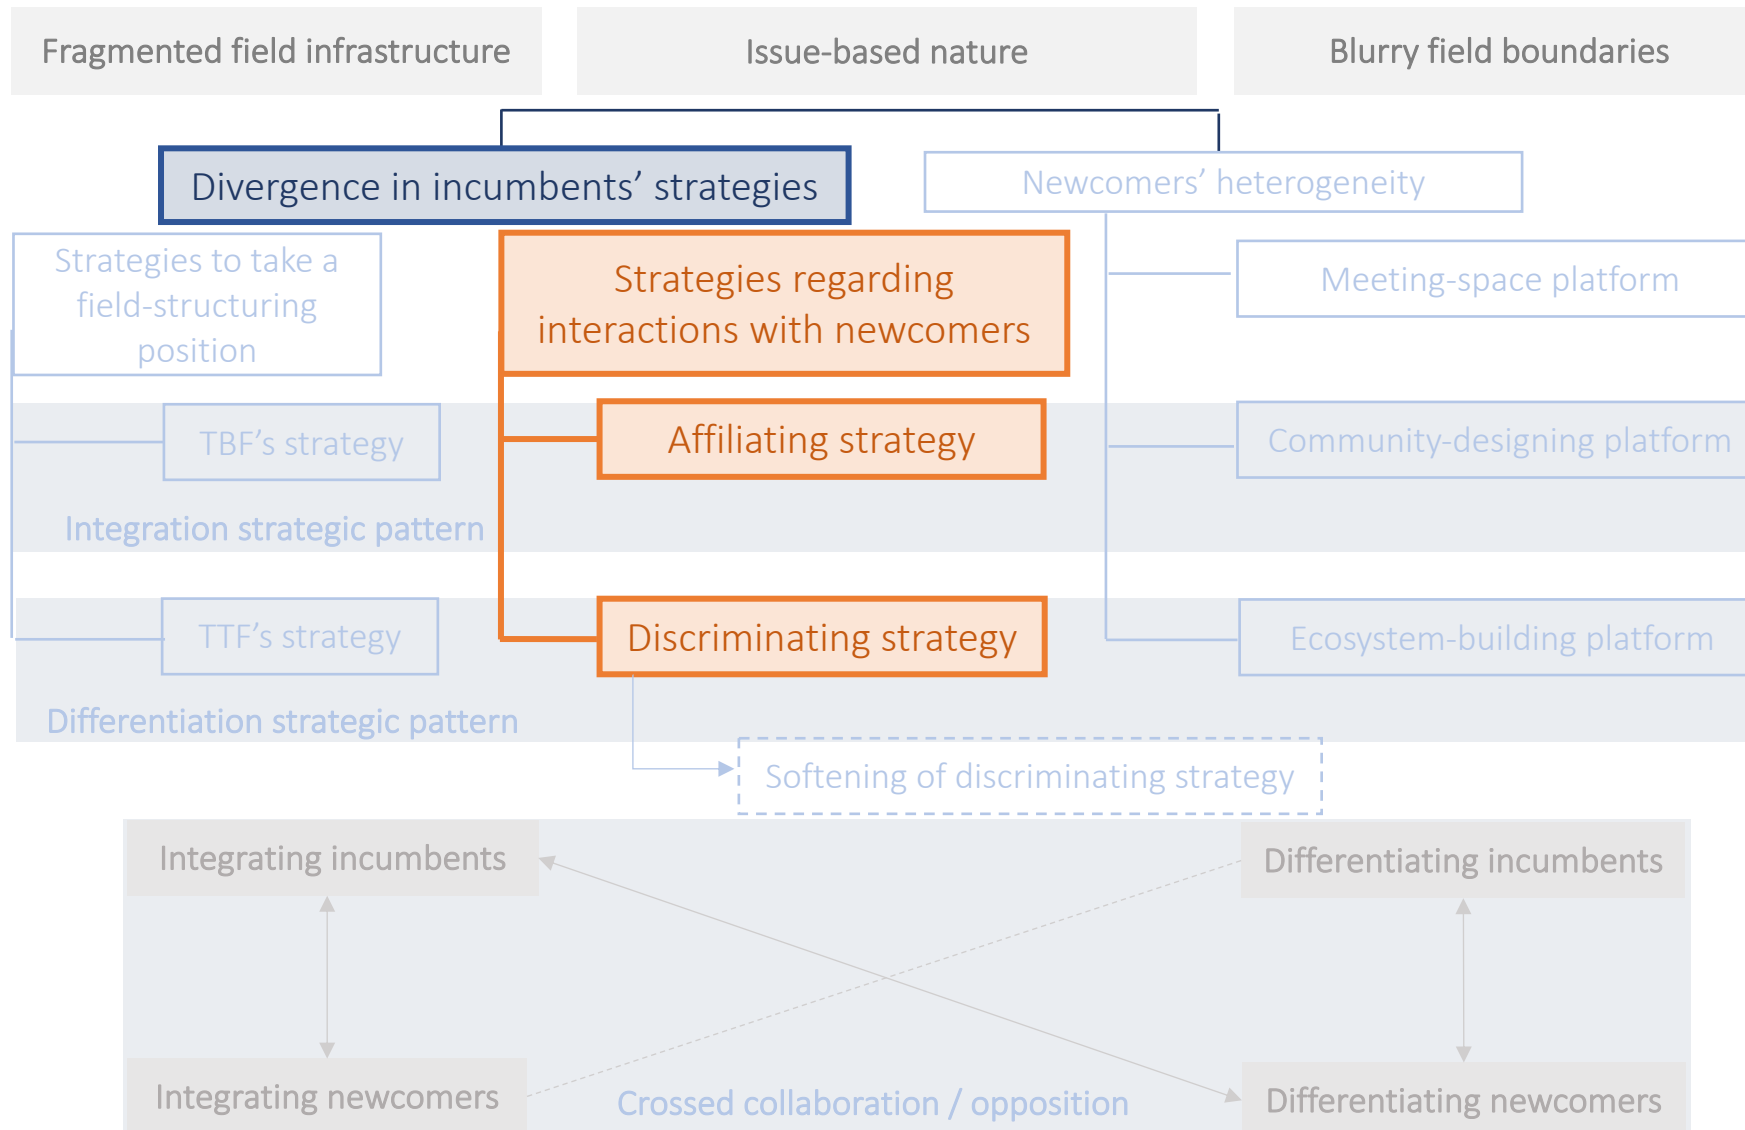 Fragmented field infrastructure
Issue-based nature
Blurry field boundaries
Divergence in incumbents’ strategies
Newcomers’ heterogeneity
Strategies to take a
field-structuring
position
Strategies regarding
interactions with newcomers
Meeting-space platform
TBF’s strategy
Affiliating strategy
Community-designing platform
Integration strategic pattern
TTF’s strategy
Discriminating strategy
Ecosystem-building platform
Differentiation strategic pattern
Softening of discriminating strategy
Integrating incumbents
Differentiating incumbents
Integrating newcomers
Crossed collaboration / opposition
Differentiating newcomers